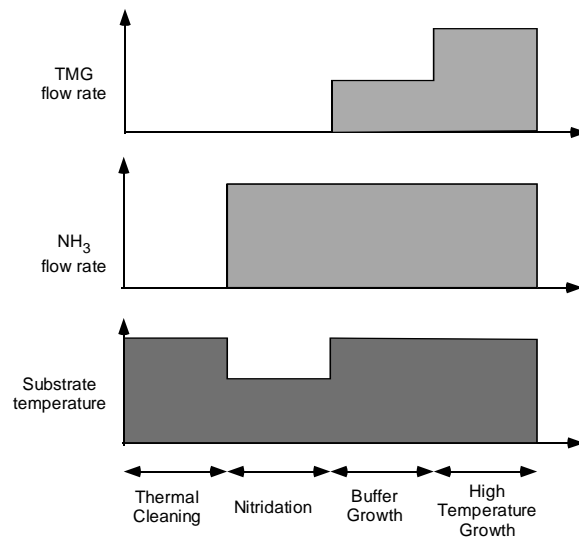 TMG
flow rate
NH3
flow rate
Substrate
temperature
Thermal
Cleaning
Nitridation
Buffer
Growth
High
Temperature
Growth